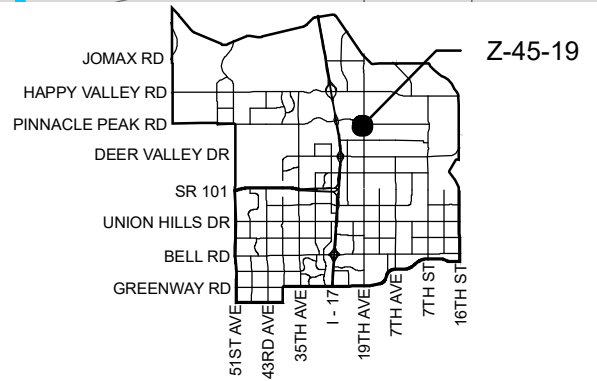 Z-45-19
JOMAX RD
HAPPY VALLEY RD
PINNACLE PEAK RD
DEER VALLEY DR
SR 101
UNION HILLS DR
BELL RD
GREENWAY RD
51ST AVE
43RD AVE
35TH AVE
I - 17
19TH AVE
7TH AVE
7TH ST
16TH ST